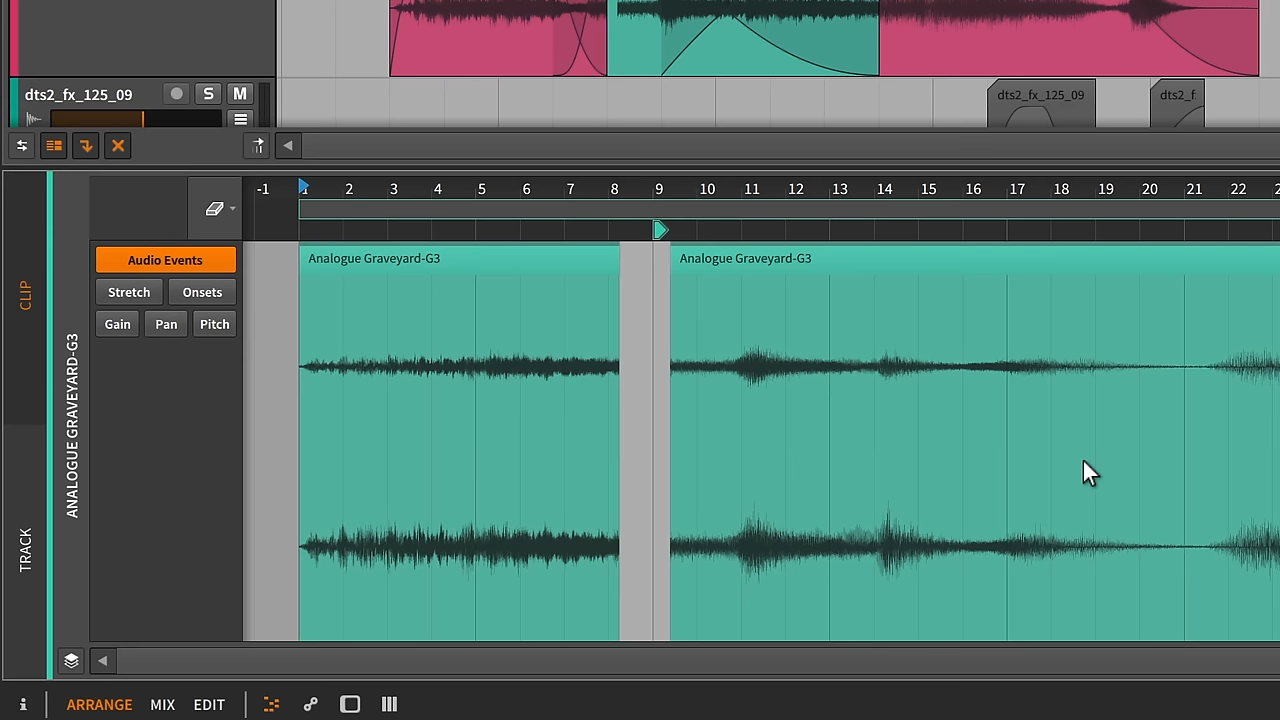 dts2_fx_125_09 S M
dts2_fx_125_09 dts2_f
-1 1 2 3 4 5 6 7 8 9 10 11 12 13 14 15 16 17 18 19 20 21 22 2
Audio Events
Analogue Graveyard-G3 Analogue Graveyard-G3
Stretch Onsets
Gain Pan Pitch
CLIP
ANALOGUE GRAVEYARD-G3
TRACK
i ARRANGE MIX EDIT